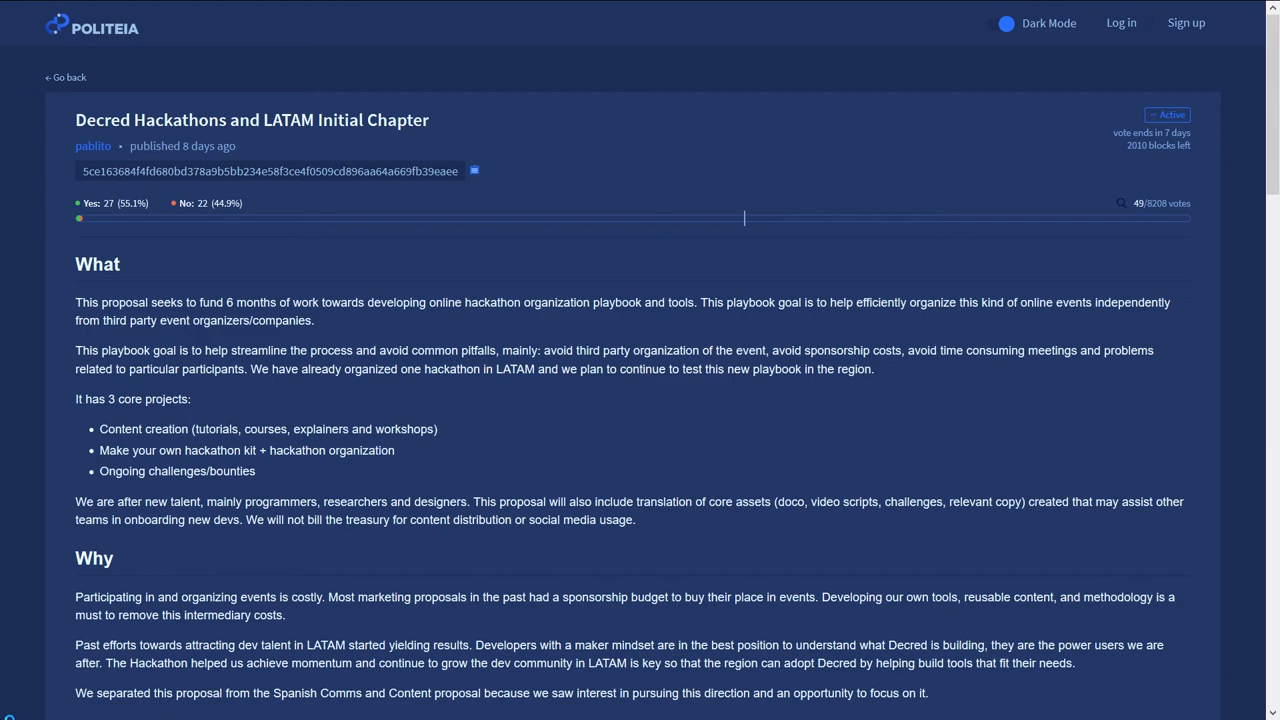 POLITEIA
Dark Mode
Log in
Sign up
← Go back
Decred Hackathons and LATAM Initial Chapter
~ Active
pablito • published 8 days ago
vote ends in 7 days
2010 blocks left
5ce163684f4fd680bd378a9b5bb234e58f3ce4f0509cd896aa64a669fb39eaee
Yes: 27 (55.1%)
No: 22 (44.9%)
49/8208 votes
What
This proposal seeks to fund 6 months of work towards developing online hackathon organization playbook and tools. This playbook goal is to help efficiently organize this kind of online events independently
from third party event organizers/companies.
This playbook goal is to help streamline the process and avoid common pitfalls, mainly: avoid third party organization of the event, avoid sponsorship costs, avoid time consuming meetings and problems
related to particular participants. We have already organized one hackathon in LATAM and we plan to continue to test this new playbook in the region.
It has 3 core projects:
• Content creation (tutorials, courses, explainers and workshops)
• Make your own hackathon kit + hackathon organization
• Ongoing challenges/bounties
We are after new talent, mainly programmers, researchers and designers. This proposal will also include translation of core assets (doco, video scripts, challenges, relevant copy) created that may assist other
teams in onboarding new devs. We will not bill the treasury for content distribution or social media usage.
Why
Participating in and organizing events is costly. Most marketing proposals in the past had a sponsorship budget to buy their place in events. Developing our own tools, reusable content, and methodology is a
must to remove this intermediary costs.
Past efforts towards attracting dev talent in LATAM started yielding results. Developers with a maker mindset are in the best position to understand what Decred is building, they are the power users we are
after. The Hackathon helped us achieve momentum and continue to grow the dev community in LATAM is key so that the region can adopt Decred by helping build tools that fit their needs.
We separated this proposal from the Spanish Comms and Content proposal because we saw interest in pursuing this direction and an opportunity to focus on it.